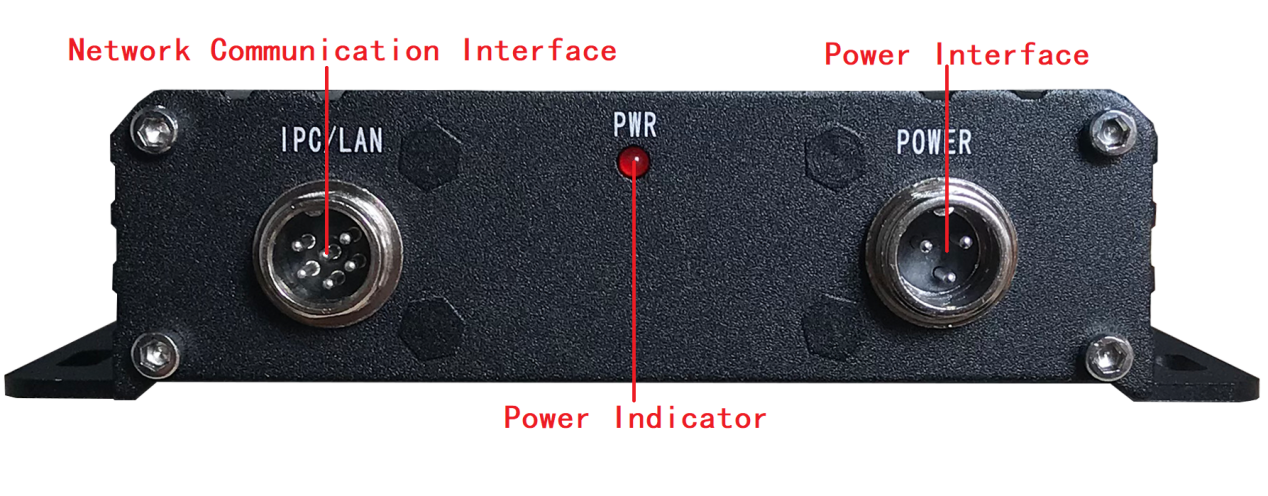 Network Communication Interface
Power Interface
IPC/LAN
PWR
POWER
Power Indicator